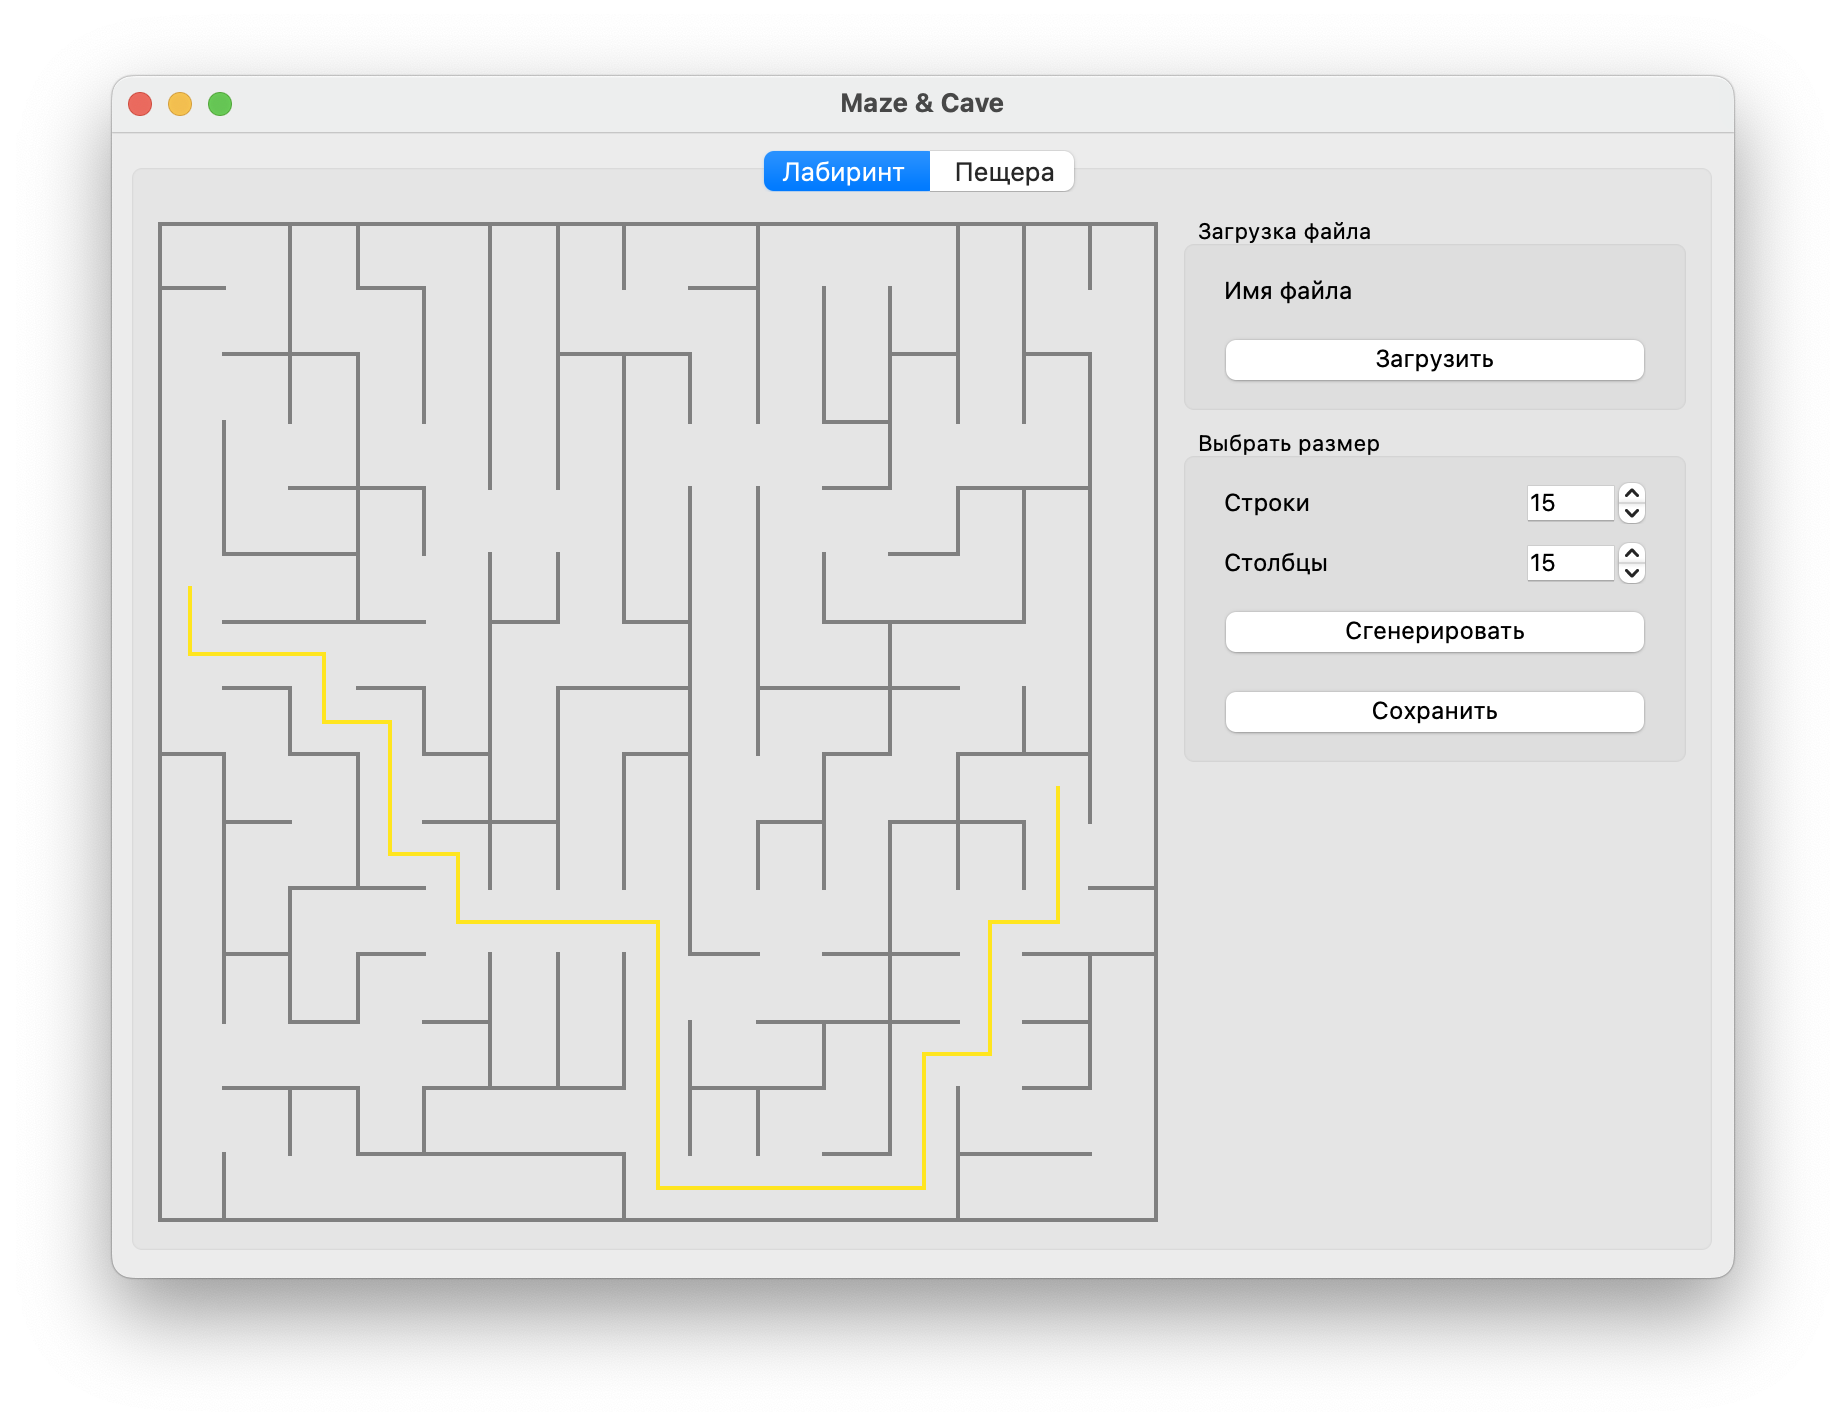 Maze & Cave
Лабиринт
Пещера
Загрузка файла
Имя файла
Загрузить
Выбрать размер
Строки 15
Столбцы 15
Сгенерировать
Сохранить